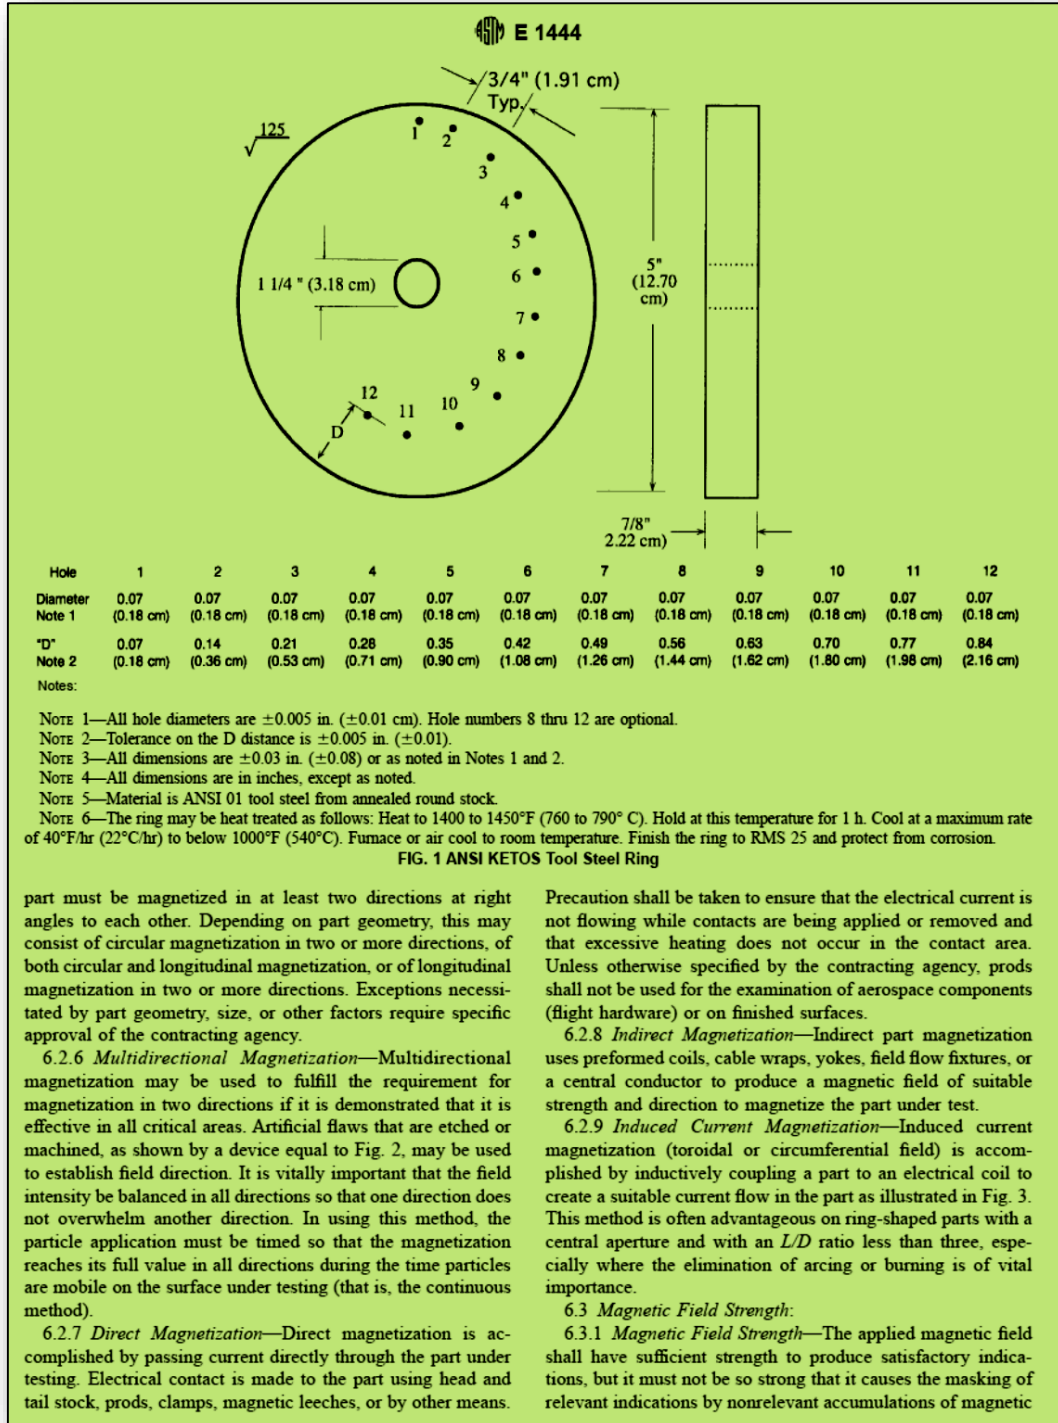 ASTM E 1444
3/4" (1.91 cm)
Typ.
125
1
2
3
4
5
6
7
8
9
10
11
12
D
1 1/4 " (3.18 cm)
5"
(12.70
cm)
7/8"
2.22 cm)
Hole 1 2 3 4 5 6 7 8 9 10 11 12
Diameter 0.07 0.07 0.07 0.07 0.07 0.07 0.07 0.07 0.07 0.07 0.07 0.07
Note 1 (0.18 cm) (0.18 cm) (0.18 cm) (0.18 cm) (0.18 cm) (0.18 cm) (0.18 cm) (0.18 cm) (0.18 cm) (0.18 cm) (0.18 cm) (0.18 cm)
"D" 0.07 0.14 0.21 0.28 0.35 0.42 0.49 0.56 0.63 0.70 0.77 0.84
Note 2 (0.18 cm) (0.36 cm) (0.53 cm) (0.71 cm) (0.90 cm) (1.08 cm) (1.26 cm) (1.44 cm) (1.62 cm) (1.80 cm) (1.98 cm) (2.16 cm)
Notes:
NOTE 1—All hole diameters are ±0.005 in. (±0.01 cm). Hole numbers 8 thru 12 are optional.
NOTE 2—Tolerance on the D distance is ±0.005 in. (±0.01).
NOTE 3—All dimensions are ±0.03 in. (±0.08) or as noted in Notes 1 and 2.
NOTE 4—All dimensions are in inches, except as noted.
NOTE 5—Material is ANSI 01 tool steel from annealed round stock.
NOTE 6—The ring may be heat treated as follows: Heat to 1400 to 1450°F (760 to 790° C). Hold at this temperature for 1 h. Cool at a maximum rate
of 40°F/hr (22°C/hr) to below 1000°F (540°C). Furnace or air cool to room temperature. Finish the ring to RMS 25 and protect from corrosion.
FIG. 1 ANSI KETOS Tool Steel Ring
part must be magnetized in at least two directions at right
angles to each other. Depending on part geometry, this may
consist of circular magnetization in two or more directions, of
both circular and longitudinal magnetization, or of longitudinal
magnetization in two or more directions. Exceptions necessi-
tated by part geometry, size, or other factors require specific
approval of the contracting agency.
6.2.6 Multidirectional Magnetization—Multidirectional
magnetization may be used to fulfill the requirement for
magnetization in two directions if it is demonstrated that it is
effective in all critical areas. Artificial flaws that are etched or
machined, as shown by a device equal to Fig. 2, may be used
to establish field direction. It is vitally important that the field
intensity be balanced in all directions so that one direction does
not overwhelm another direction. In using this method, the
particle application must be timed so that the magnetization
reaches its full value in all directions during the time particles
are mobile on the surface under testing (that is, the continuous
method).
6.2.7 Direct Magnetization—Direct magnetization is ac-
complished by passing current directly through the part under
testing. Electrical contact is made to the part using head and
tail stock, prods, clamps, magnetic leeches, or by other means.
Precaution shall be taken to ensure that the electrical current is
not flowing while contacts are being applied or removed and
that excessive heating does not occur in the contact area.
Unless otherwise specified by the contracting agency, prods
shall not be used for the examination of aerospace components
(flight hardware) or on finished surfaces.
6.2.8 Indirect Magnetization—Indirect part magnetization
uses preformed coils, cable wraps, yokes, field flow fixtures, or
a central conductor to produce a magnetic field of suitable
strength and direction to magnetize the part under test.
6.2.9 Induced Current Magnetization—Induced current
magnetization (toroidal or circumferential field) is accom-
plished by inductively coupling a part to an electrical coil to
create a suitable current flow in the part as illustrated in Fig. 3.
This method is often advantageous on ring-shaped parts with a
central aperture and with an L/D ratio less than three, espe-
cially where the elimination of arcing or burning is of vital
importance.
6.3 Magnetic Field Strength:
6.3.1 Magnetic Field Strength—The applied magnetic field
shall have sufficient strength to produce satisfactory indica-
tions, but it must not be so strong that it causes the masking of
relevant indications by nonrelevant accumulations of magnetic